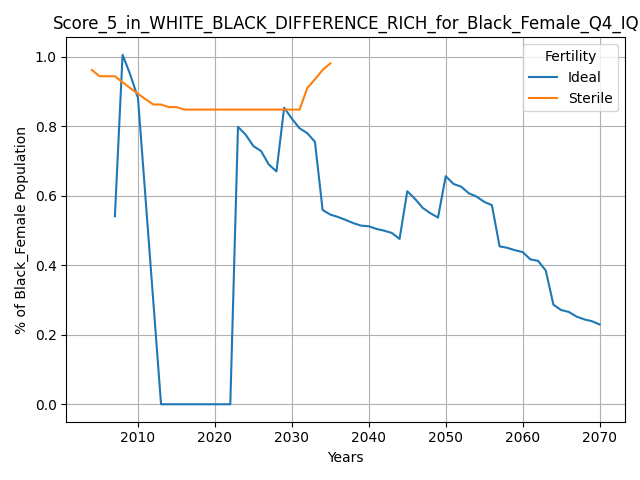 Score_5_in_WHITE_BLACK_DIFFERENCE_RICH_for_Black_Female_Q4_IQ
Fertility
Ideal
Sterile
% of Black_Female Population
1.0
0.8
0.6
0.4
0.2
0.0
2010 2020 2030 2040 2050 2060 2070
Years